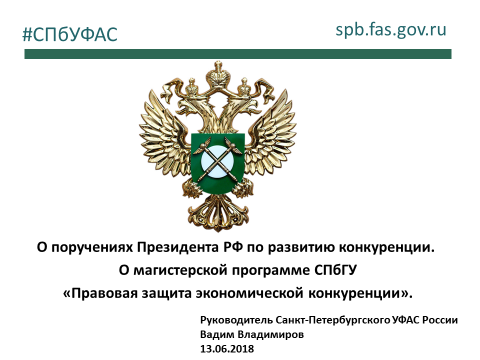 #СПбУФАС
spb.fas.gov.ru
О поручениях Президента РФ по развитию конкуренции.
О магистерской программе СПбГУ
«Правовая защита экономической конкуренции».
Руководитель Санкт-Петербургского УФАС России
Вадим Владимиров
13.06.2018